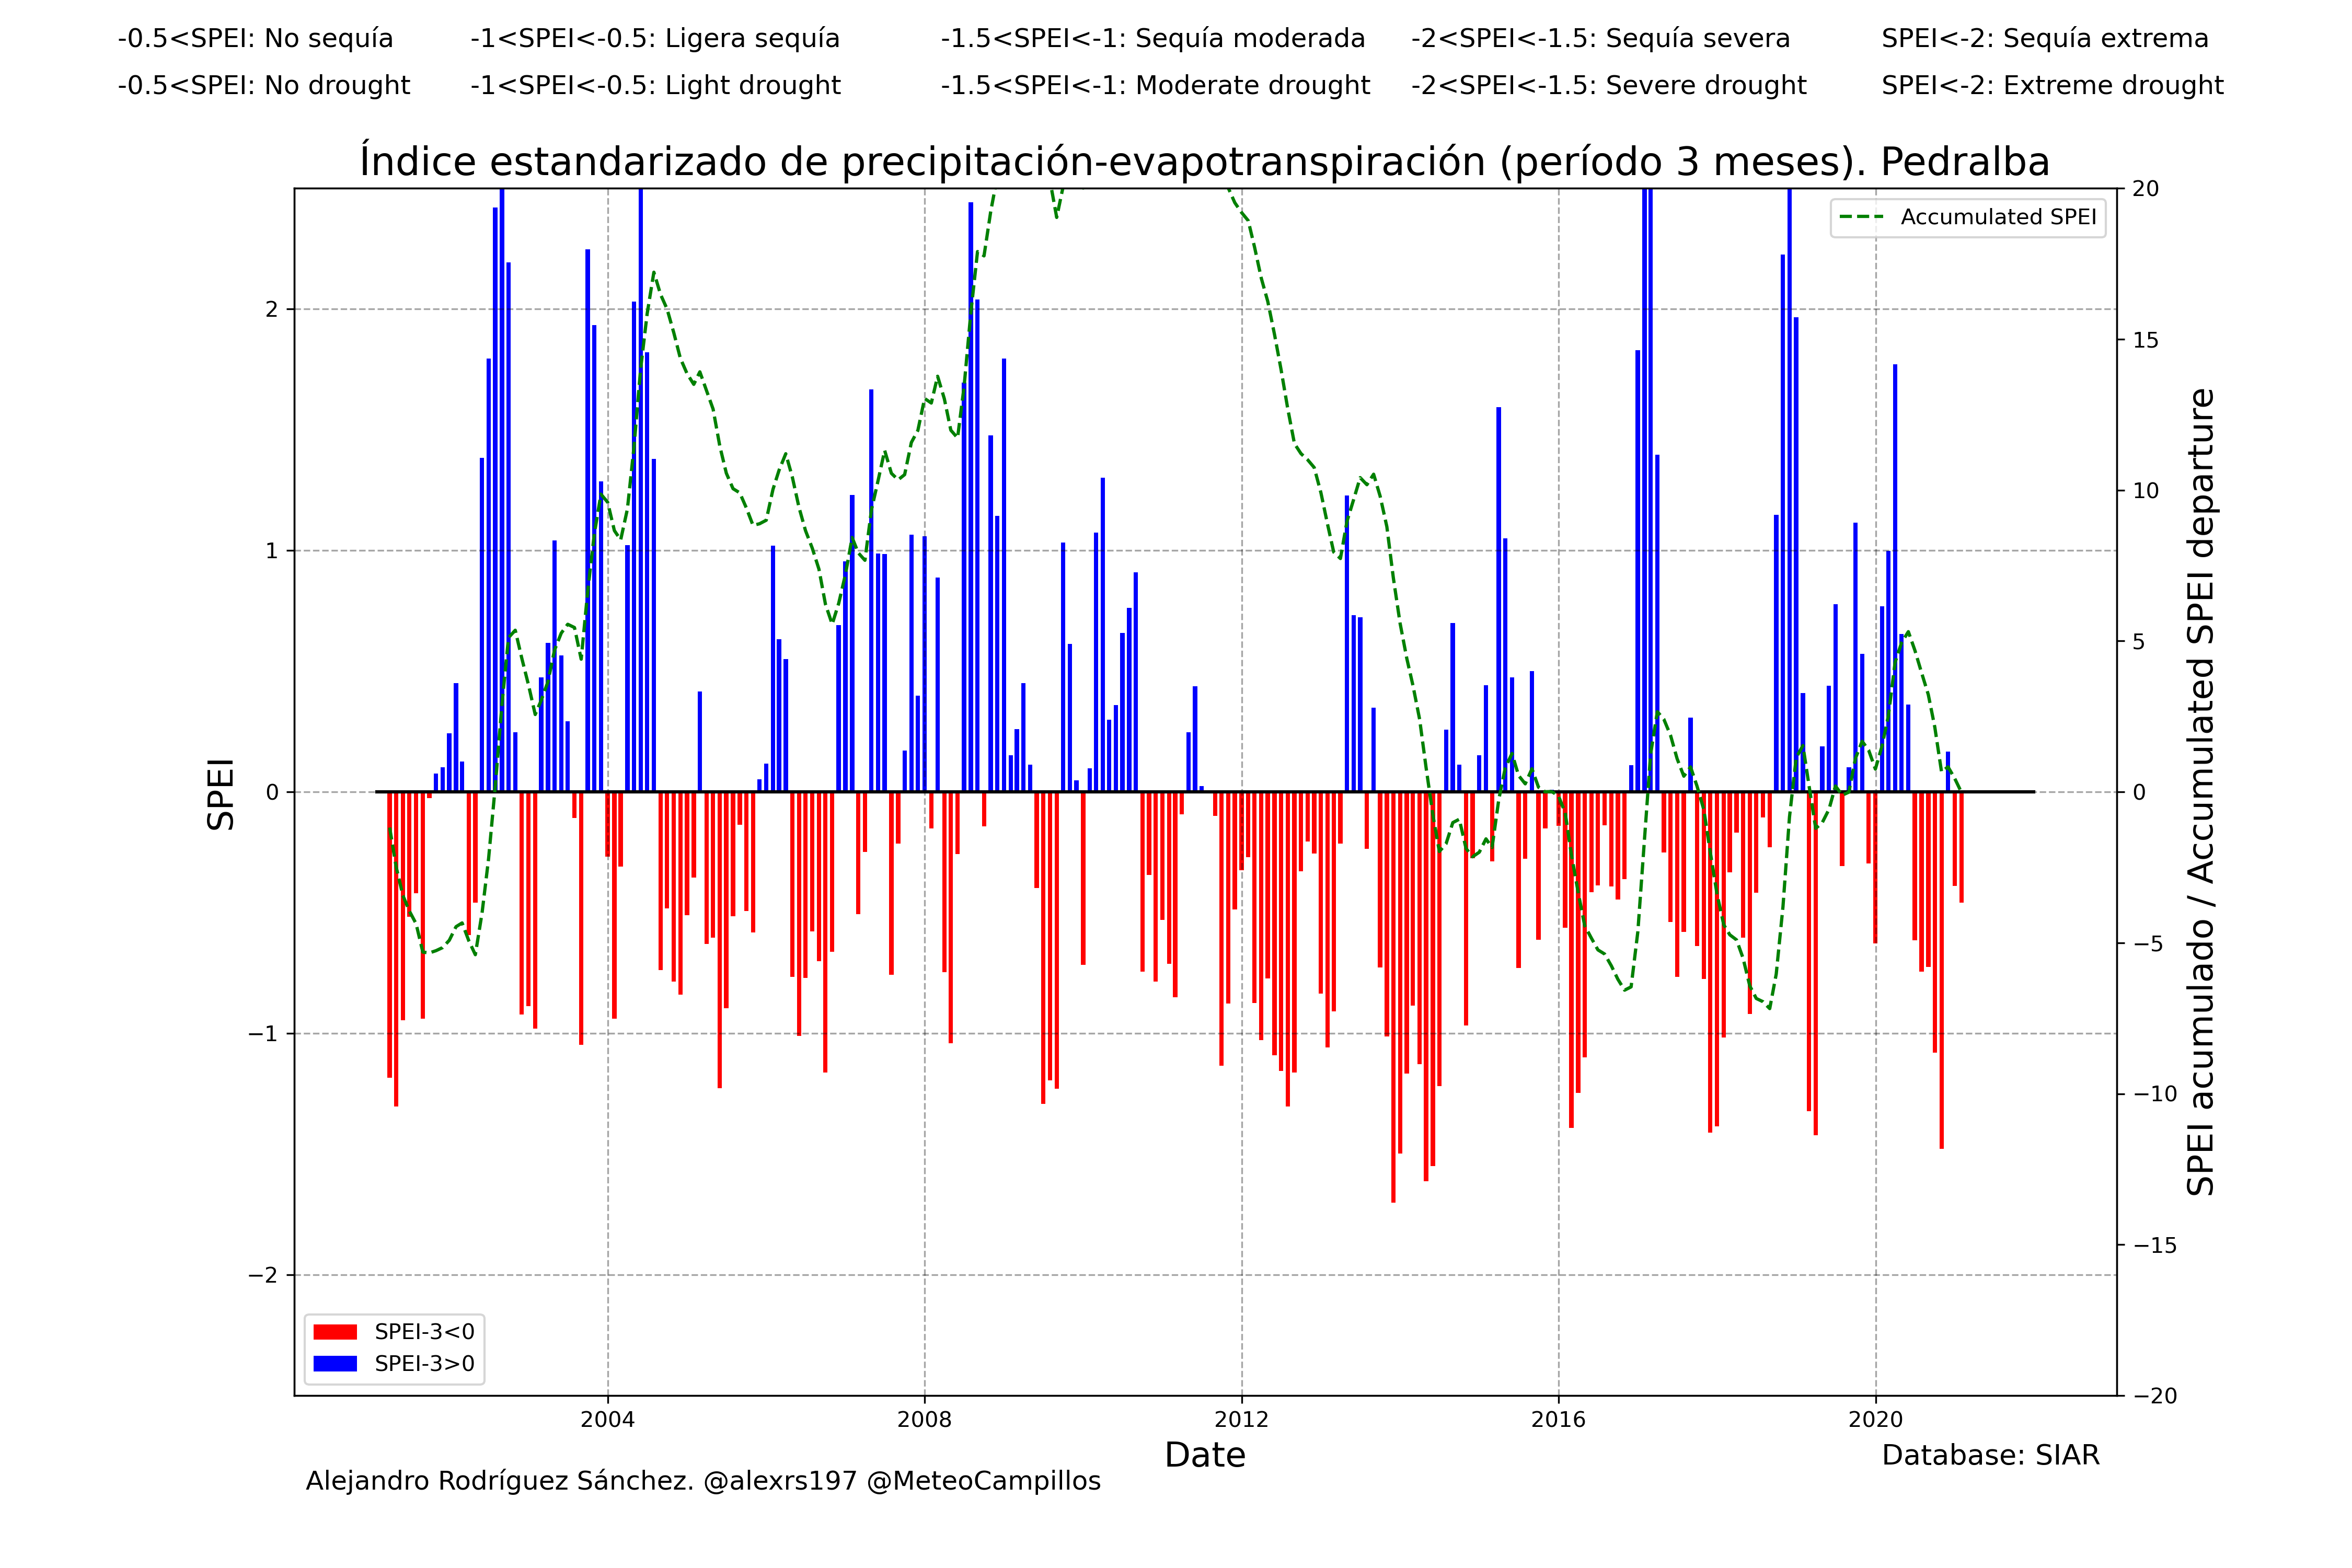 -0.5<SPEI: No sequía -1<SPEI<-0.5: Ligera sequía -1.5<SPEI<-1: Sequía moderada -2<SPEI<-1.5: Sequía severa SPEI<-2: Sequía extrema
-0.5<SPEI: No drought -1<SPEI<-0.5: Light drought -1.5<SPEI<-1: Moderate drought -2<SPEI<-1.5: Severe drought SPEI<-2: Extreme drought
Índice estandarizado de precipitación-evapotranspiración (período 3 meses). Pedralba
Accumulated SPEI
SPEI
2
1
0
−1
−2
20
15
10
5
0
−5
−10
−15
−20
SPEI acumulado / Accumulated SPEI departure
SPEI-3<0
SPEI-3>0
2004 2008 2012 2016 2020
Date
Database: SIAR
Alejandro Rodríguez Sánchez. @alexrs197 @MeteoCampillos